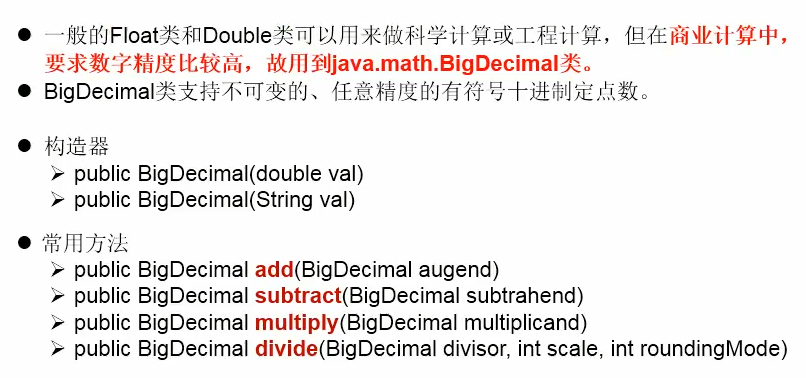 ● 一般的Float类和Double类可以用来做科学计算或工程计算，但在商业计算中，
要求数字精度比较高，故用到java.math.BigDecimal类。
● BigDecimal类支持不可变的、任意精度的有符号十进制定点数。
● 构造器
➢ public BigDecimal(double val)
➢ public BigDecimal(String val)
● 常用方法
➢ public BigDecimal add(BigDecimal augend)
➢ public BigDecimal subtract(BigDecimal subtrahend)
➢ public BigDecimal multiply(BigDecimal multiplicand)
➢ public BigDecimal divide(BigDecimal divisor, int scale, int roundingMode)